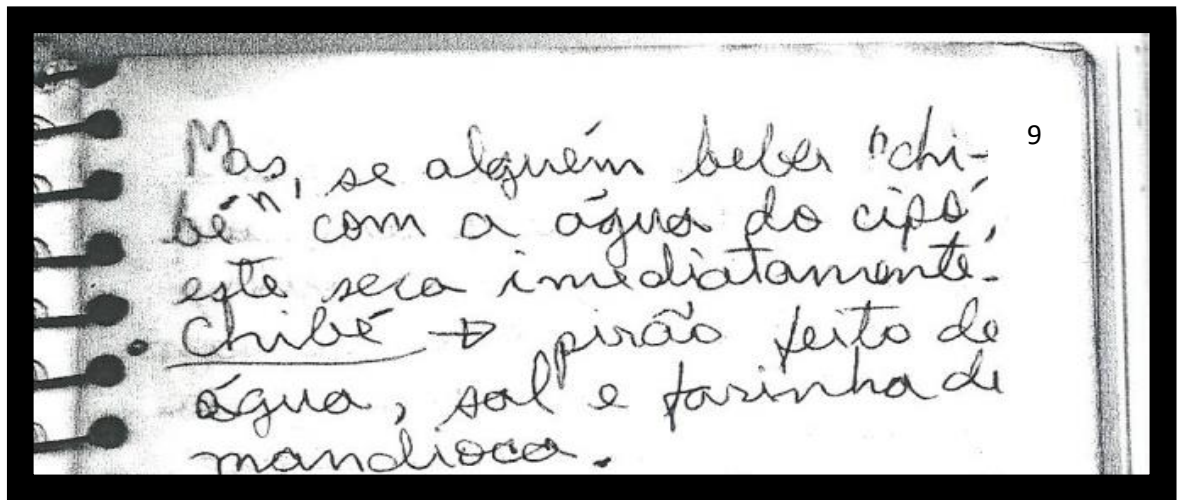 9
Mas, se alguém beber "chi-
bé", com a água do cipó,
este seca imediatamente.
• Chibé → pirão feito de
água, sal e farinha de
mandioca.